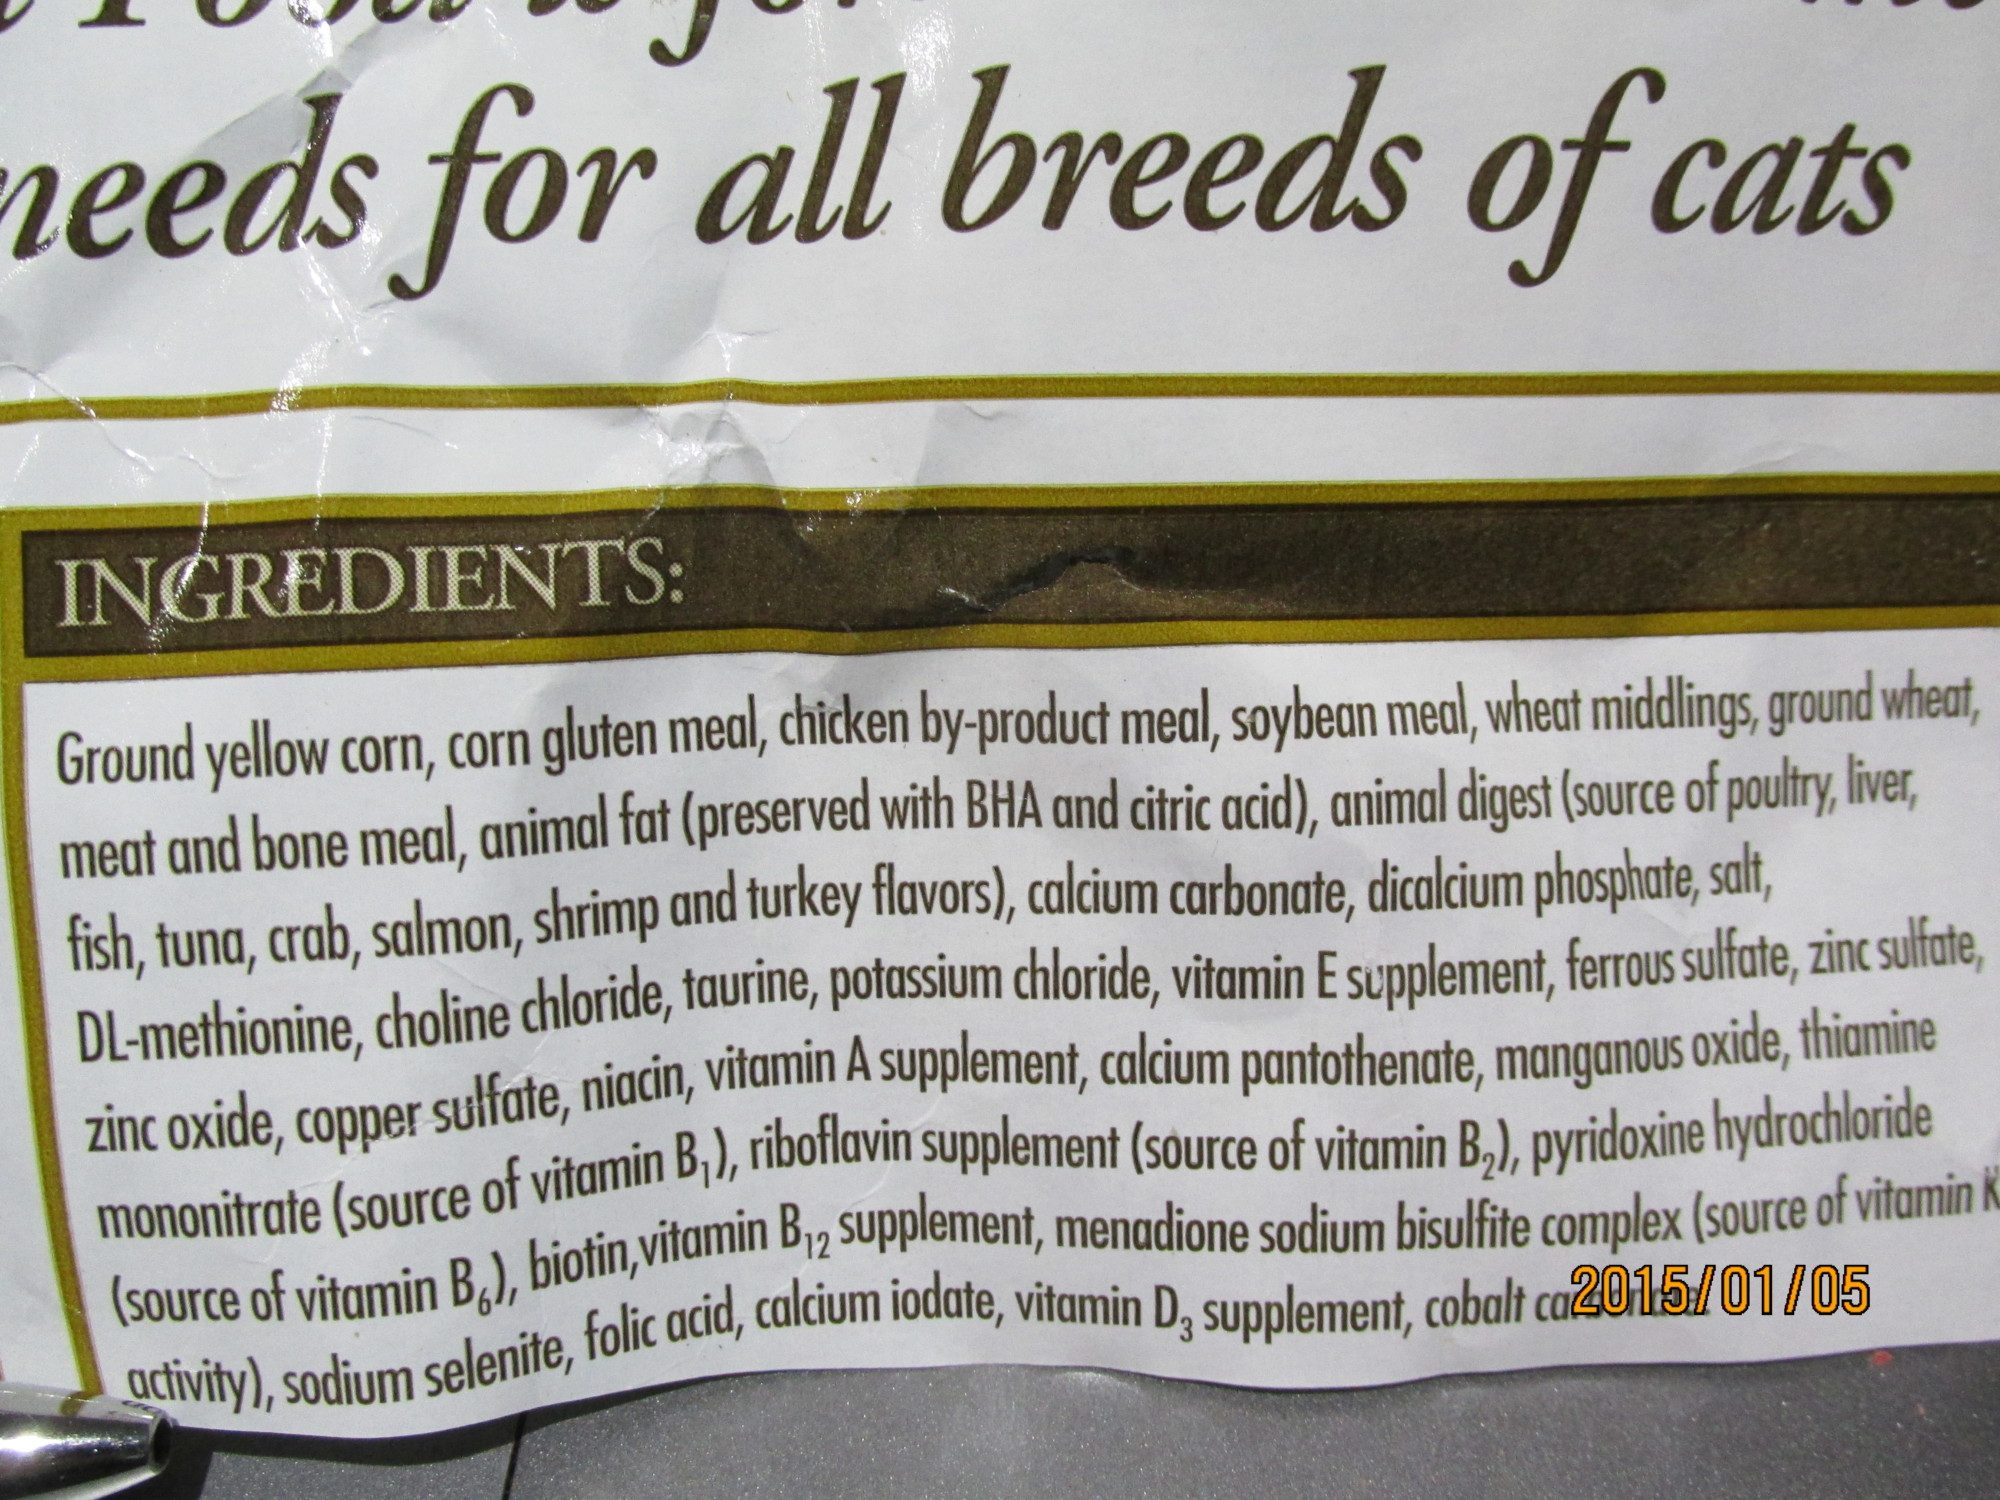 needs for all breeds of cats
INGREDIENTS:
Ground yellow corn, corn gluten meal, chicken by-product meal, soybean meal, wheat middlings, ground wheat,
meat and bone meal, animal fat (preserved with BHA and citric acid), animal digest (source of poultry, liver,
fish, tuna, crab, salmon, shrimp and turkey flavors), calcium carbonate, dicalcium phosphate, salt,
DL-methionine, choline chloride, taurine, potassium chloride, vitamin E supplement, ferrous sulfate, zinc sulfate,
zinc oxide, copper sulfate, niacin, vitamin A supplement, calcium pantothenate, manganous oxide, thiamine
mononitrate (source of vitamin B₁), riboflavin supplement (source of vitamin B₂), pyridoxine hydrochloride
(source of vitamin B₆), biotin,vitamin B₁₂ supplement, menadione sodium bisulfite complex (source of vitamin K
activity), sodium selenite, folic acid, calcium iodate, vitamin D₃ supplement, cobalt
2015/01/05